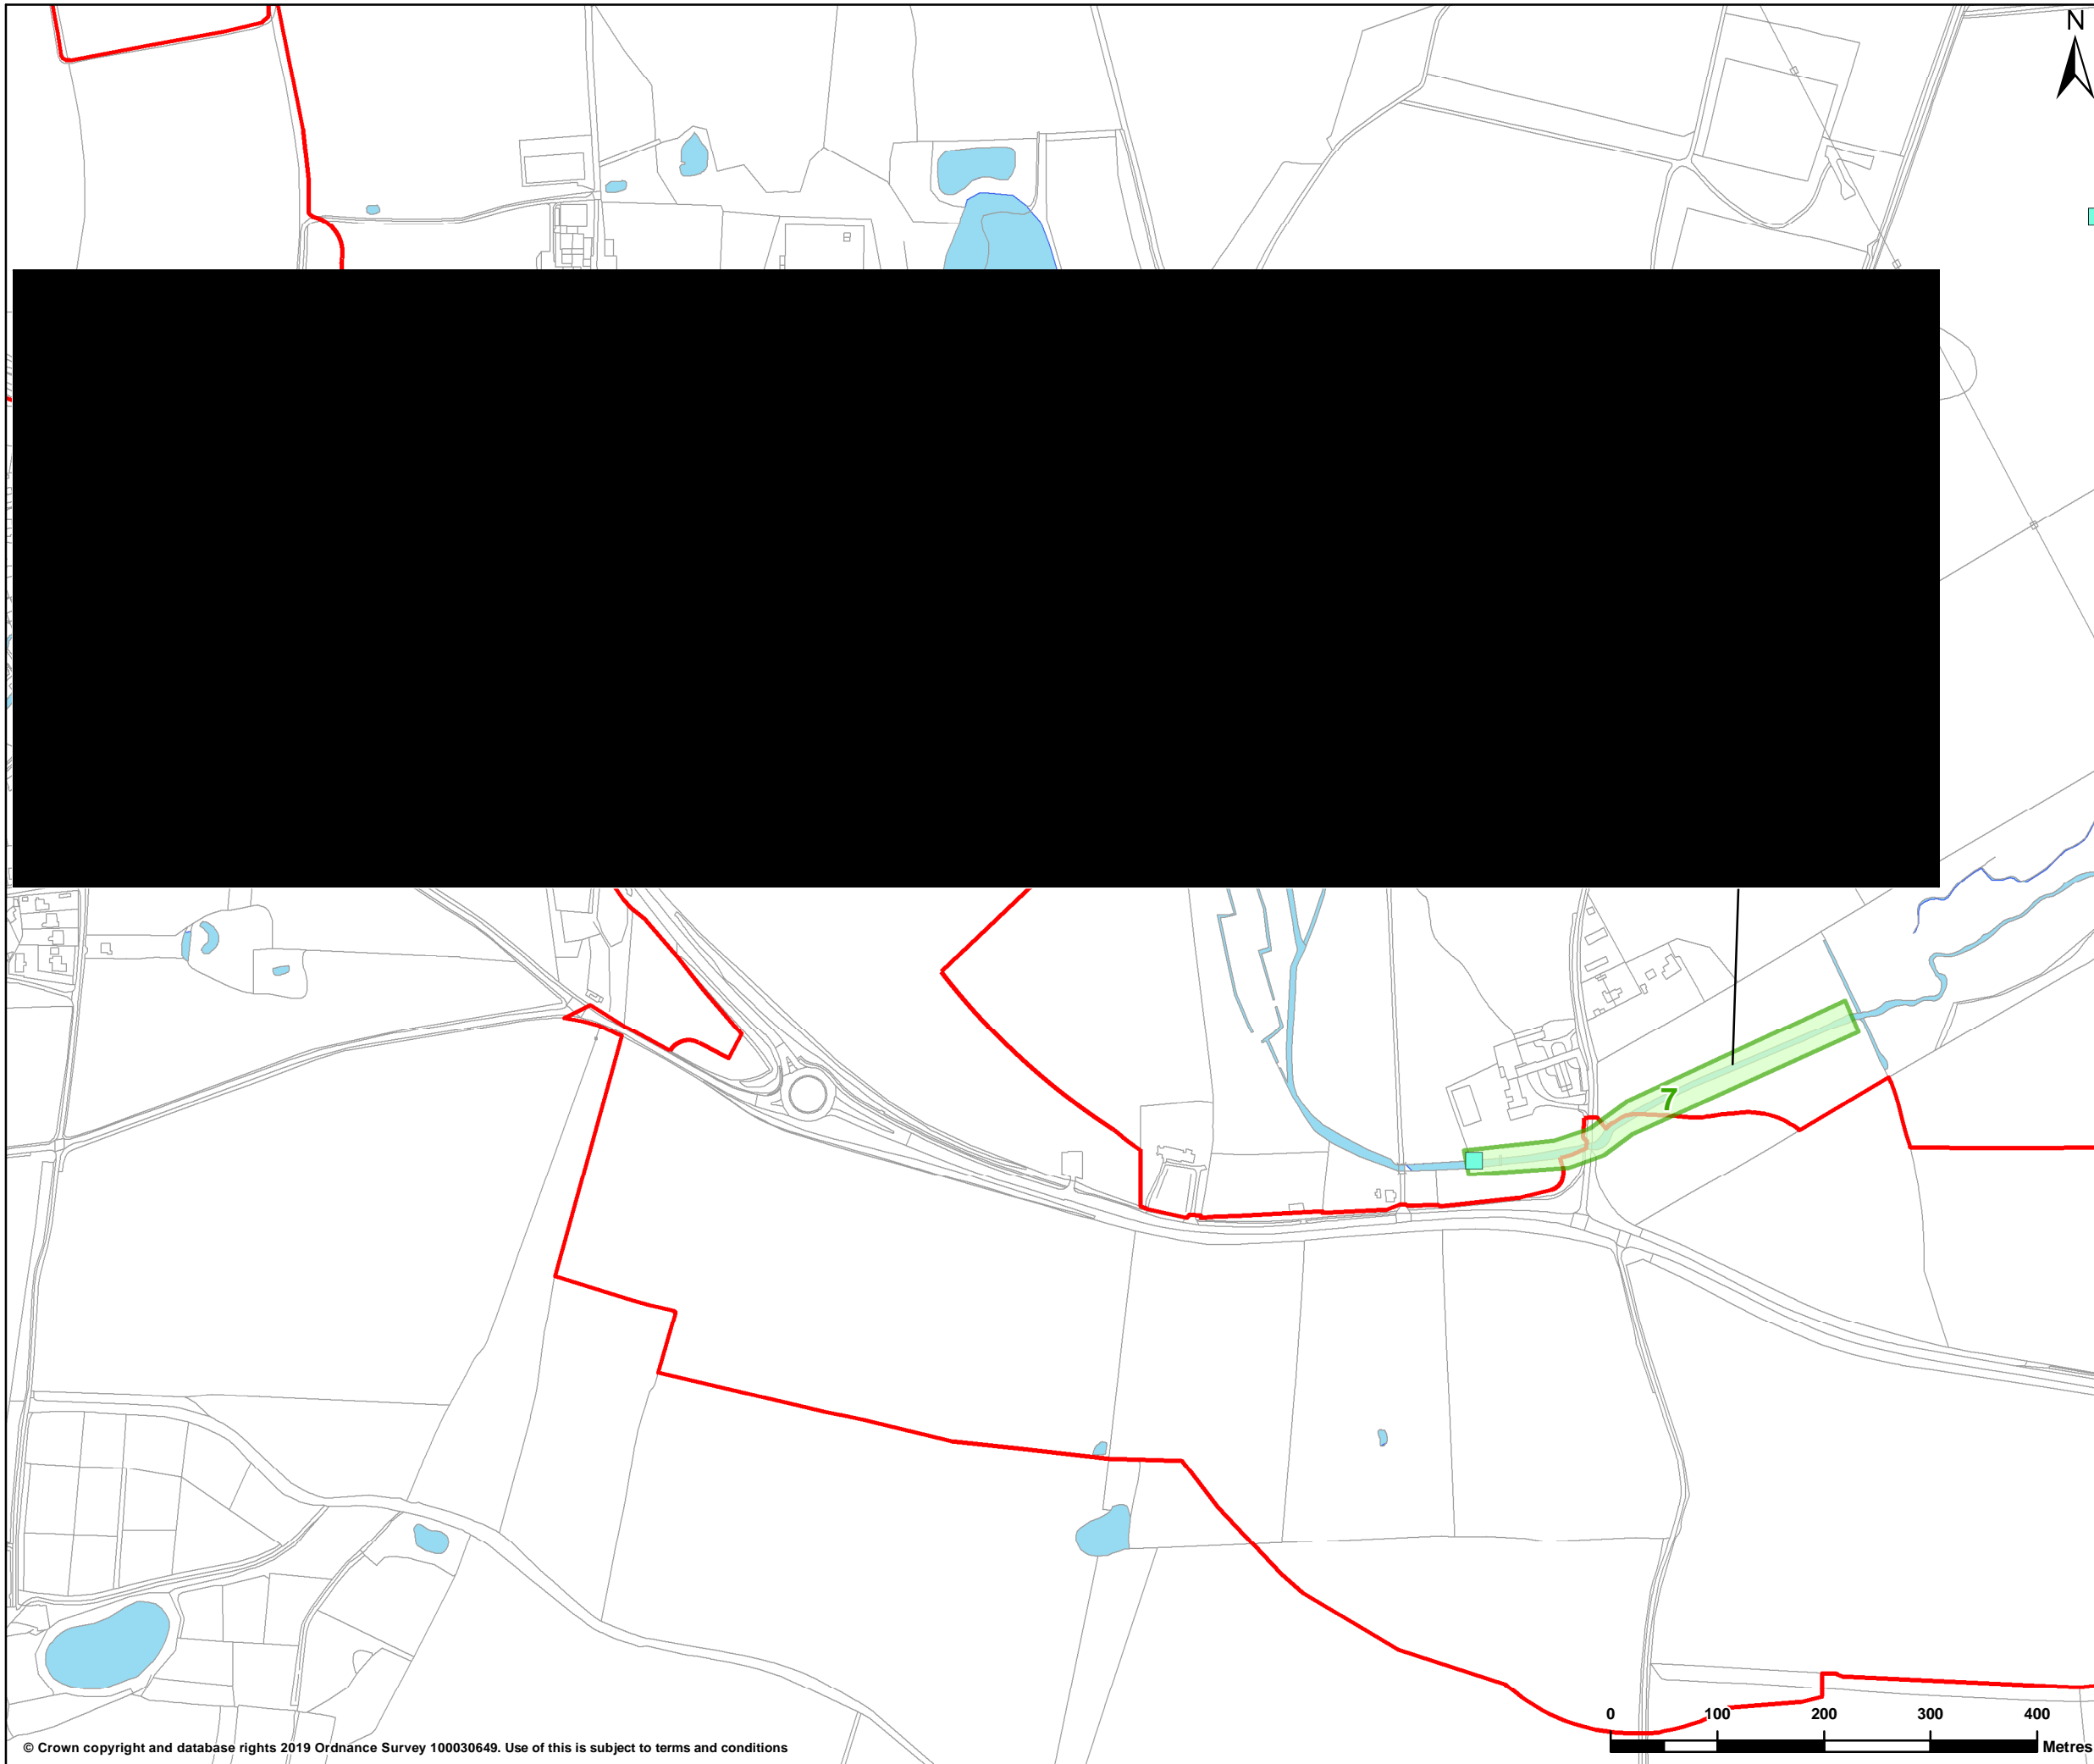 N
7
0 100 200 300 400
Metres
© Crown copyright and database rights 2019 Ordnance Survey 100030649. Use of this is subject to terms and conditions